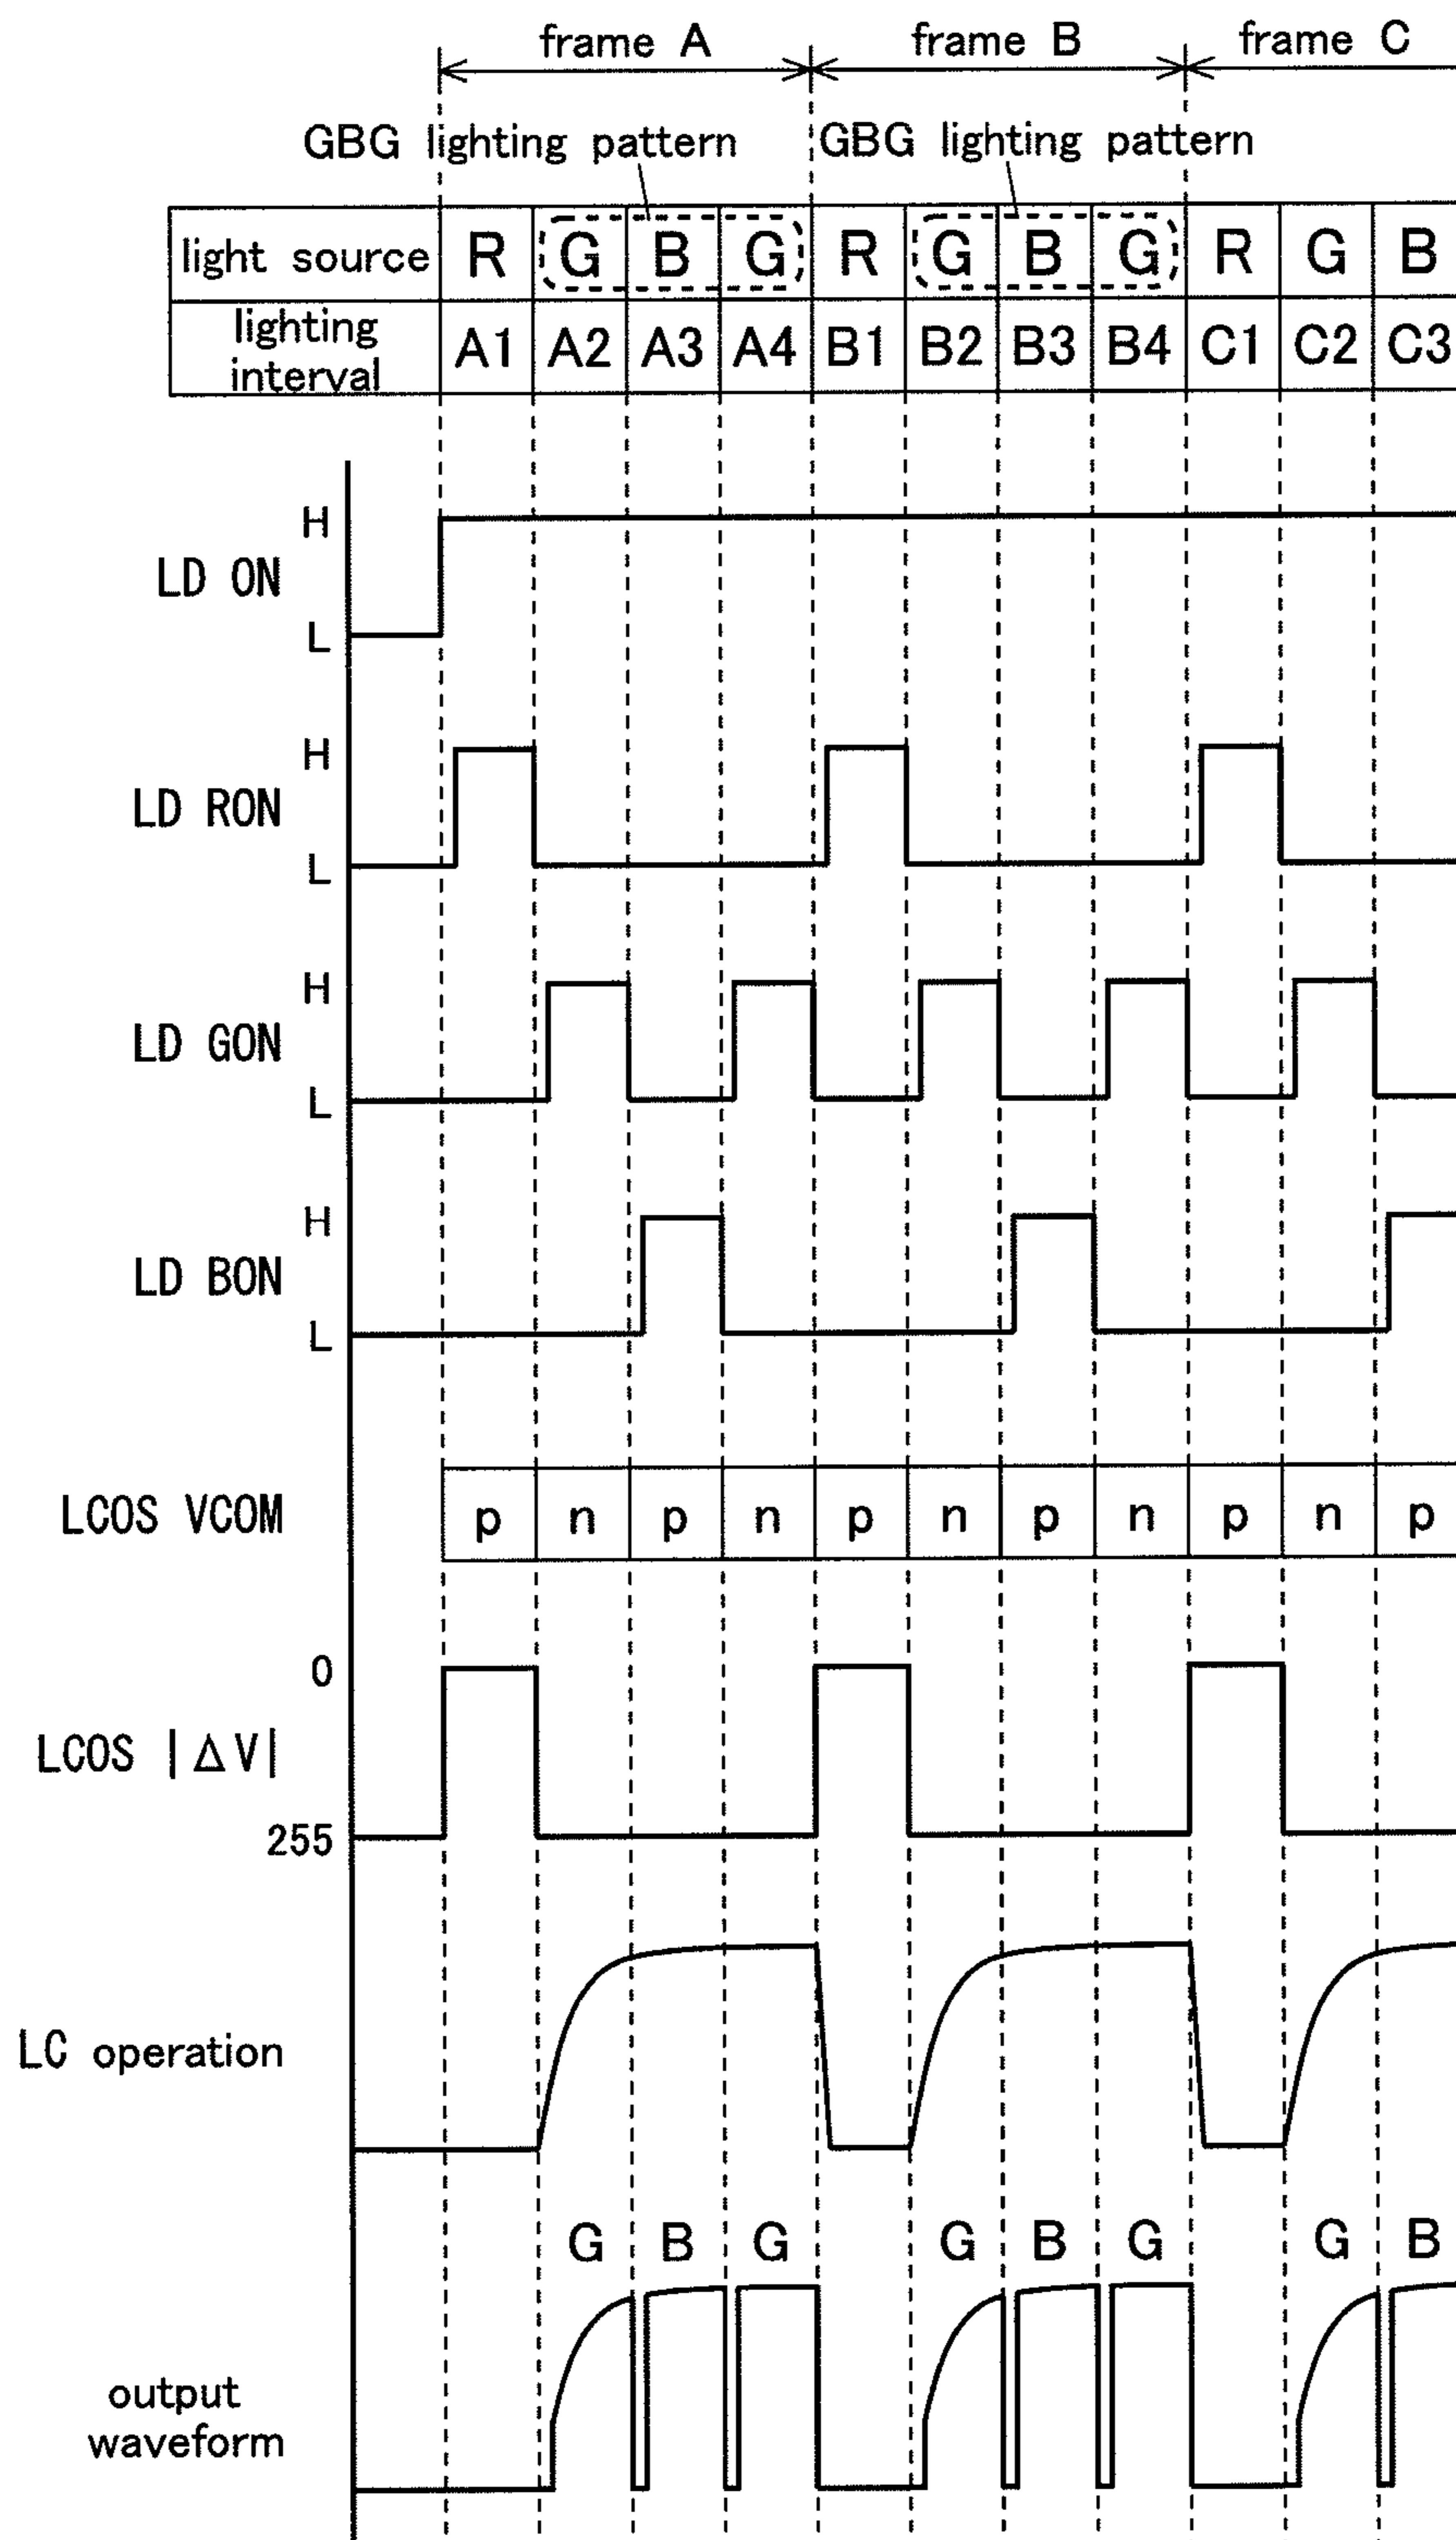 frame A frame B frame C
GBG lighting pattern GBG lighting pattern
light source R G B G R G B G R G B
lighting interval A1 A2 A3 A4 B1 B2 B3 B4 C1 C2 C3
H
LD ON
L
H
LD RON
L
H
LD GON
L
H
LD BON
L
LCOS VCOM p n p n p n p n p n p
0
LCOS |ΔV|
255
LC operation
G B G G B G G B
output
waveform